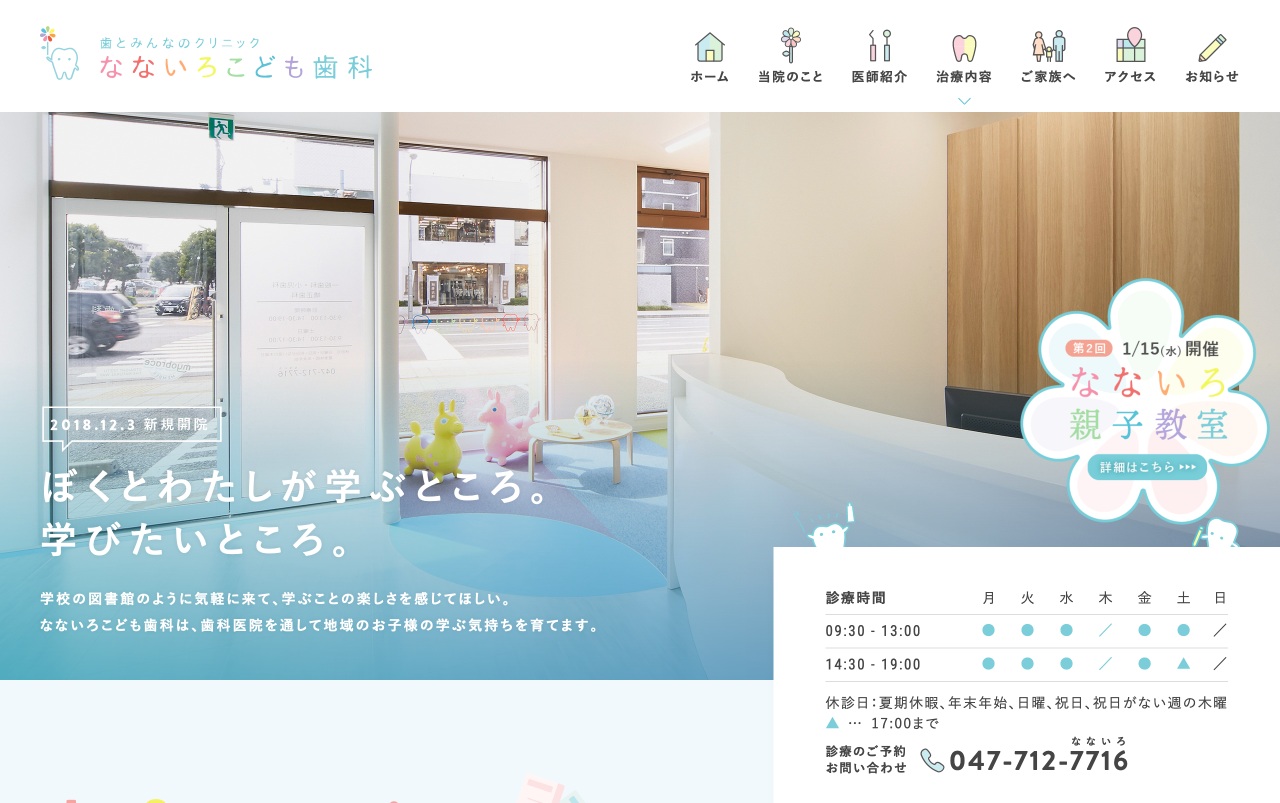 歯とみんなのクリニック
なないろこども歯科
ホーム
当院のこと
医師紹介
治療内容
ご家族へ
アクセス
お知らせ
第2回 1/15(水)開催
なないろ
親子教室
詳細はこちら
2018.12.3 新規開院
ぼくとわたしが学ぶところ。
学びたいところ。
学校の図書館のように気軽に来て、学ぶことの楽しさを感じてほしい。
なないろこども歯科は、歯科医院を通して地域のお子様の学ぶ気持ちを育てます。
診療時間 月 火 水 木 金 土 日
09:30 - 13:00 ● ● ● ／ ● ● ／
14:30 - 19:00 ● ● ● ／ ● ▲ ／
休診日：夏期休暇、年末年始、日曜、祝日、祝日がない週の木曜
▲ … 17:00まで
診療のご予約
お問い合わせ
なないろ
047-712-7716